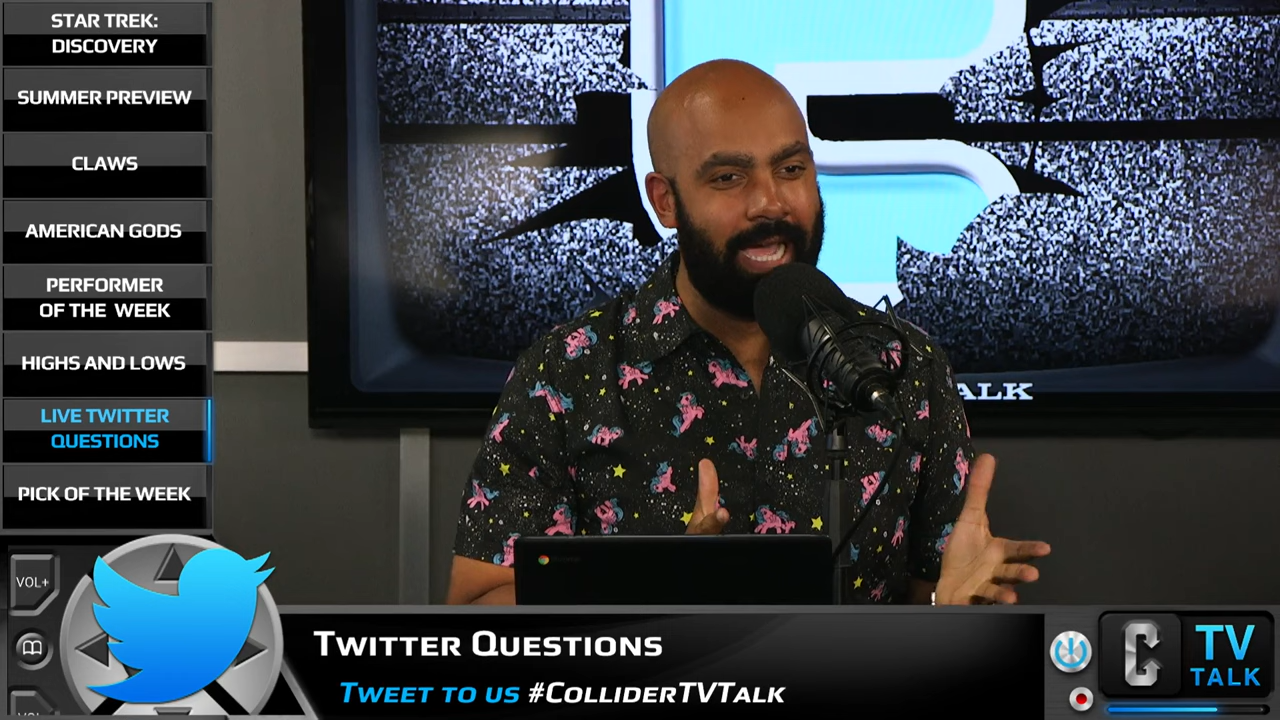 STAR TREK:
DISCOVERY
SUMMER PREVIEW
CLAWS
AMERICAN GODS
PERFORMER
OF THE WEEK
HIGHS AND LOWS
LIVE TWITTER
QUESTIONS
PICK OF THE WEEK
ALK
VOL+
VOL
TWITTER QUESTIONS
TWEET TO US #COLLIDERTVTALK
C
TV
TALK